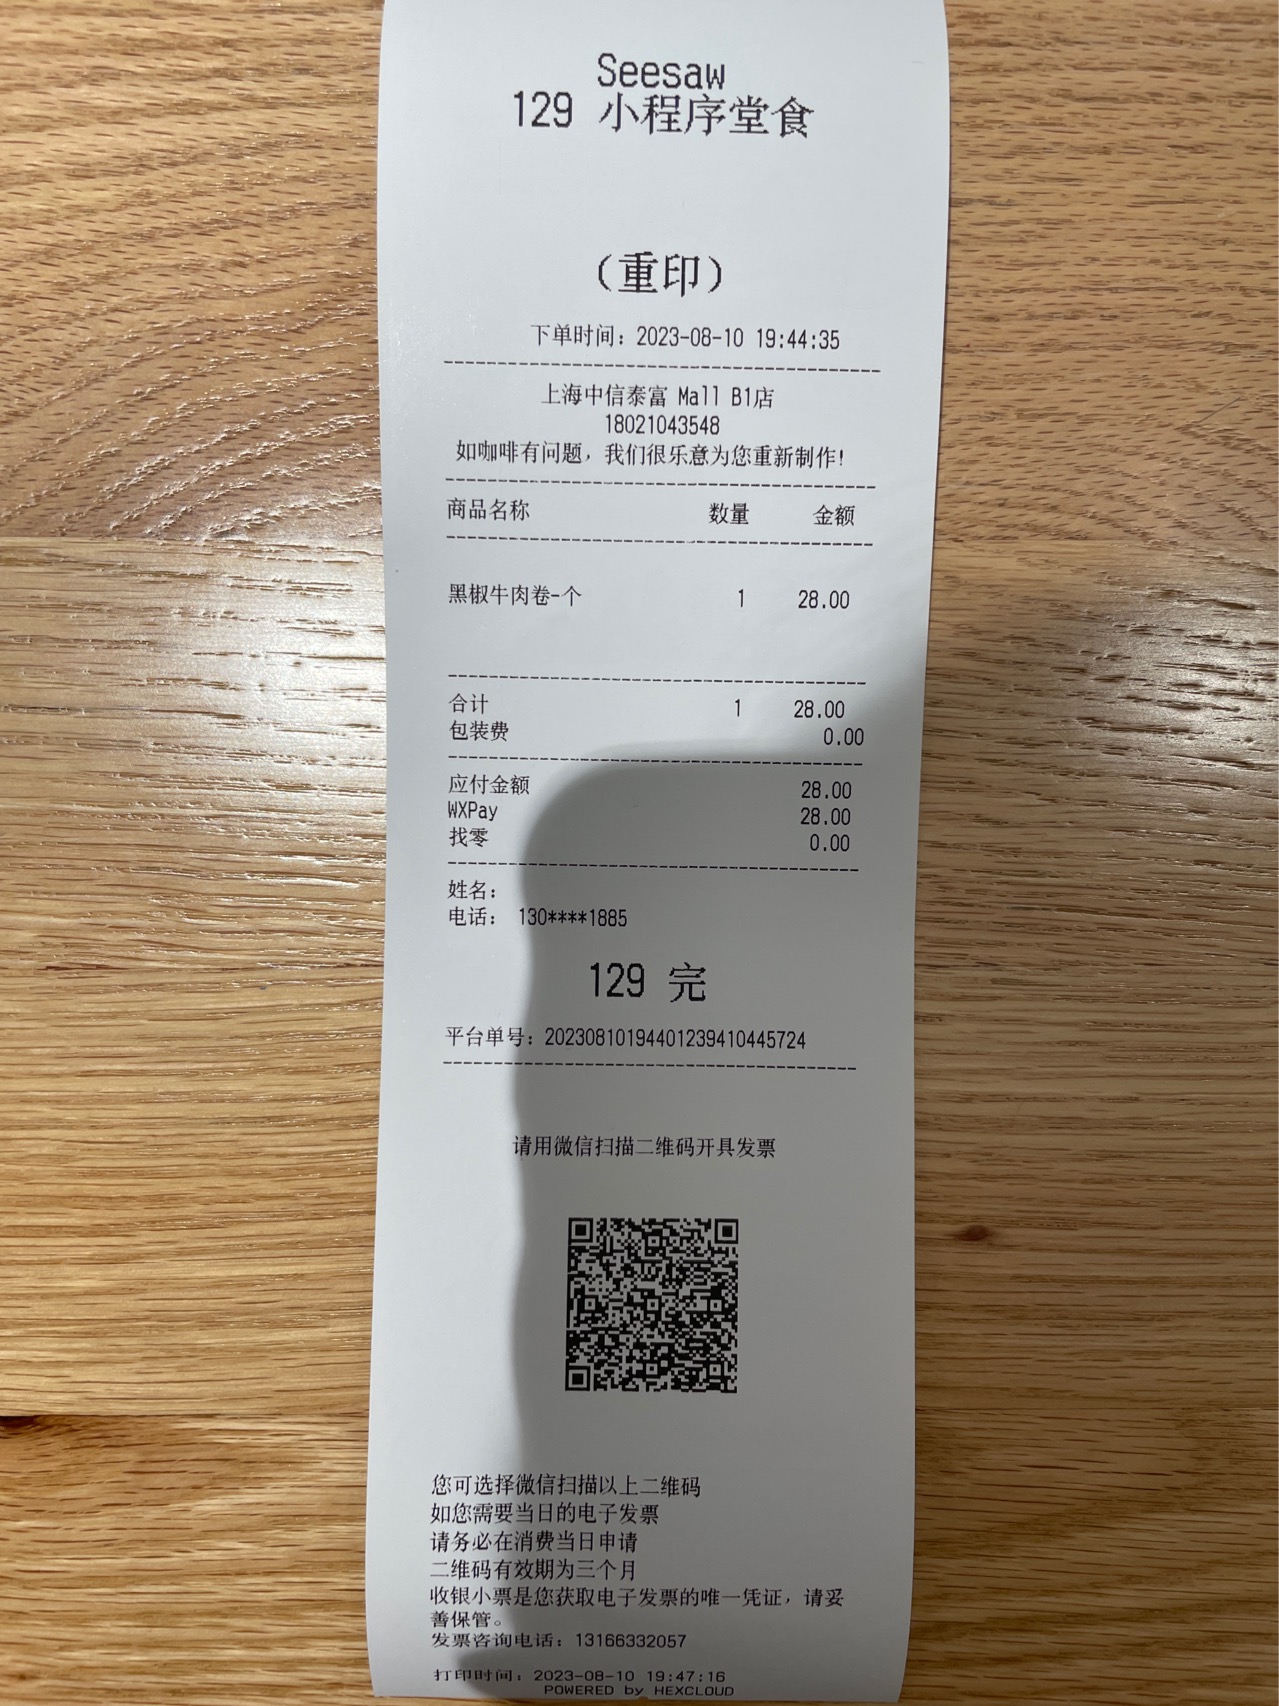 Seesaw
129 小程序堂食
（重印）
下单时间：2023-08-10 19:44:35
上海中信泰富 Mall B1店
18021043548
如咖啡有问题，我们很乐意为您重新制作！
商品名称 数量 金额
黑椒牛肉卷-个 1 28.00
合计 1 28.00
包装费 0.00
应付金额 28.00
WXPay 28.00
找零 0.00
姓名：
电话： 130****1885
129 完
平台单号：20230810194401239410445724
请用微信扫描二维码开具发票
您可选择微信扫描以上二维码
如您需要当日的电子发票
请务必在消费当日申请
二维码有效期为三个月
收银小票是您获取电子发票的唯一凭证，请妥
善保管。
发票咨询电话：13166332057
打印时间：2023-08-10 19:47:16
POWERED by HEXCLOUD